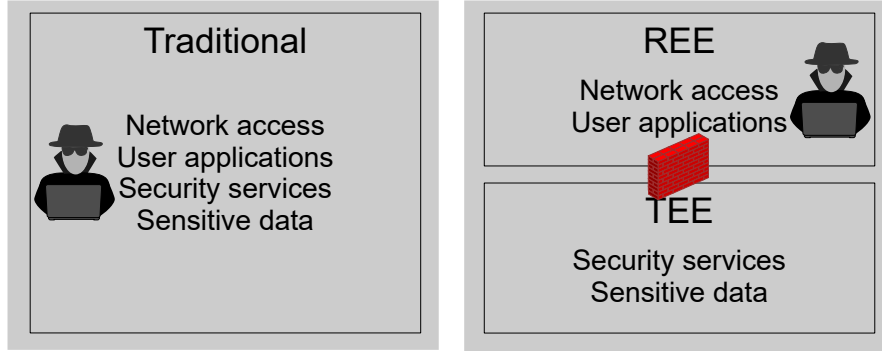 Traditional
Network access
User applications
Security services
Sensitive data
REE
Network access
User applications
TEE
Security services
Sensitive data